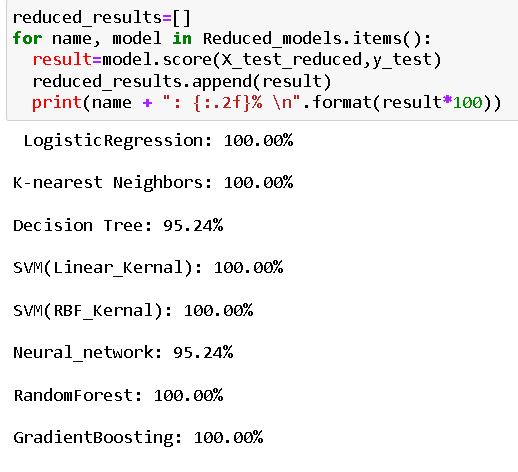 reduced_results=[]
for name, model in Reduced_models.items():
  result=model.score(X_test_reduced,y_test)
  reduced_results.append(result)
  print(name + ": {:.2f}% \n".format(result*100))
 LogisticRegression: 100.00%
K-nearest Neighbors: 100.00%
Decision Tree: 95.24%
SVM(Linear_Kernal): 100.00%
SVM(RBF_Kernal): 100.00%
Neural_network: 95.24%
RandomForest: 100.00%
GradientBoosting: 100.00%